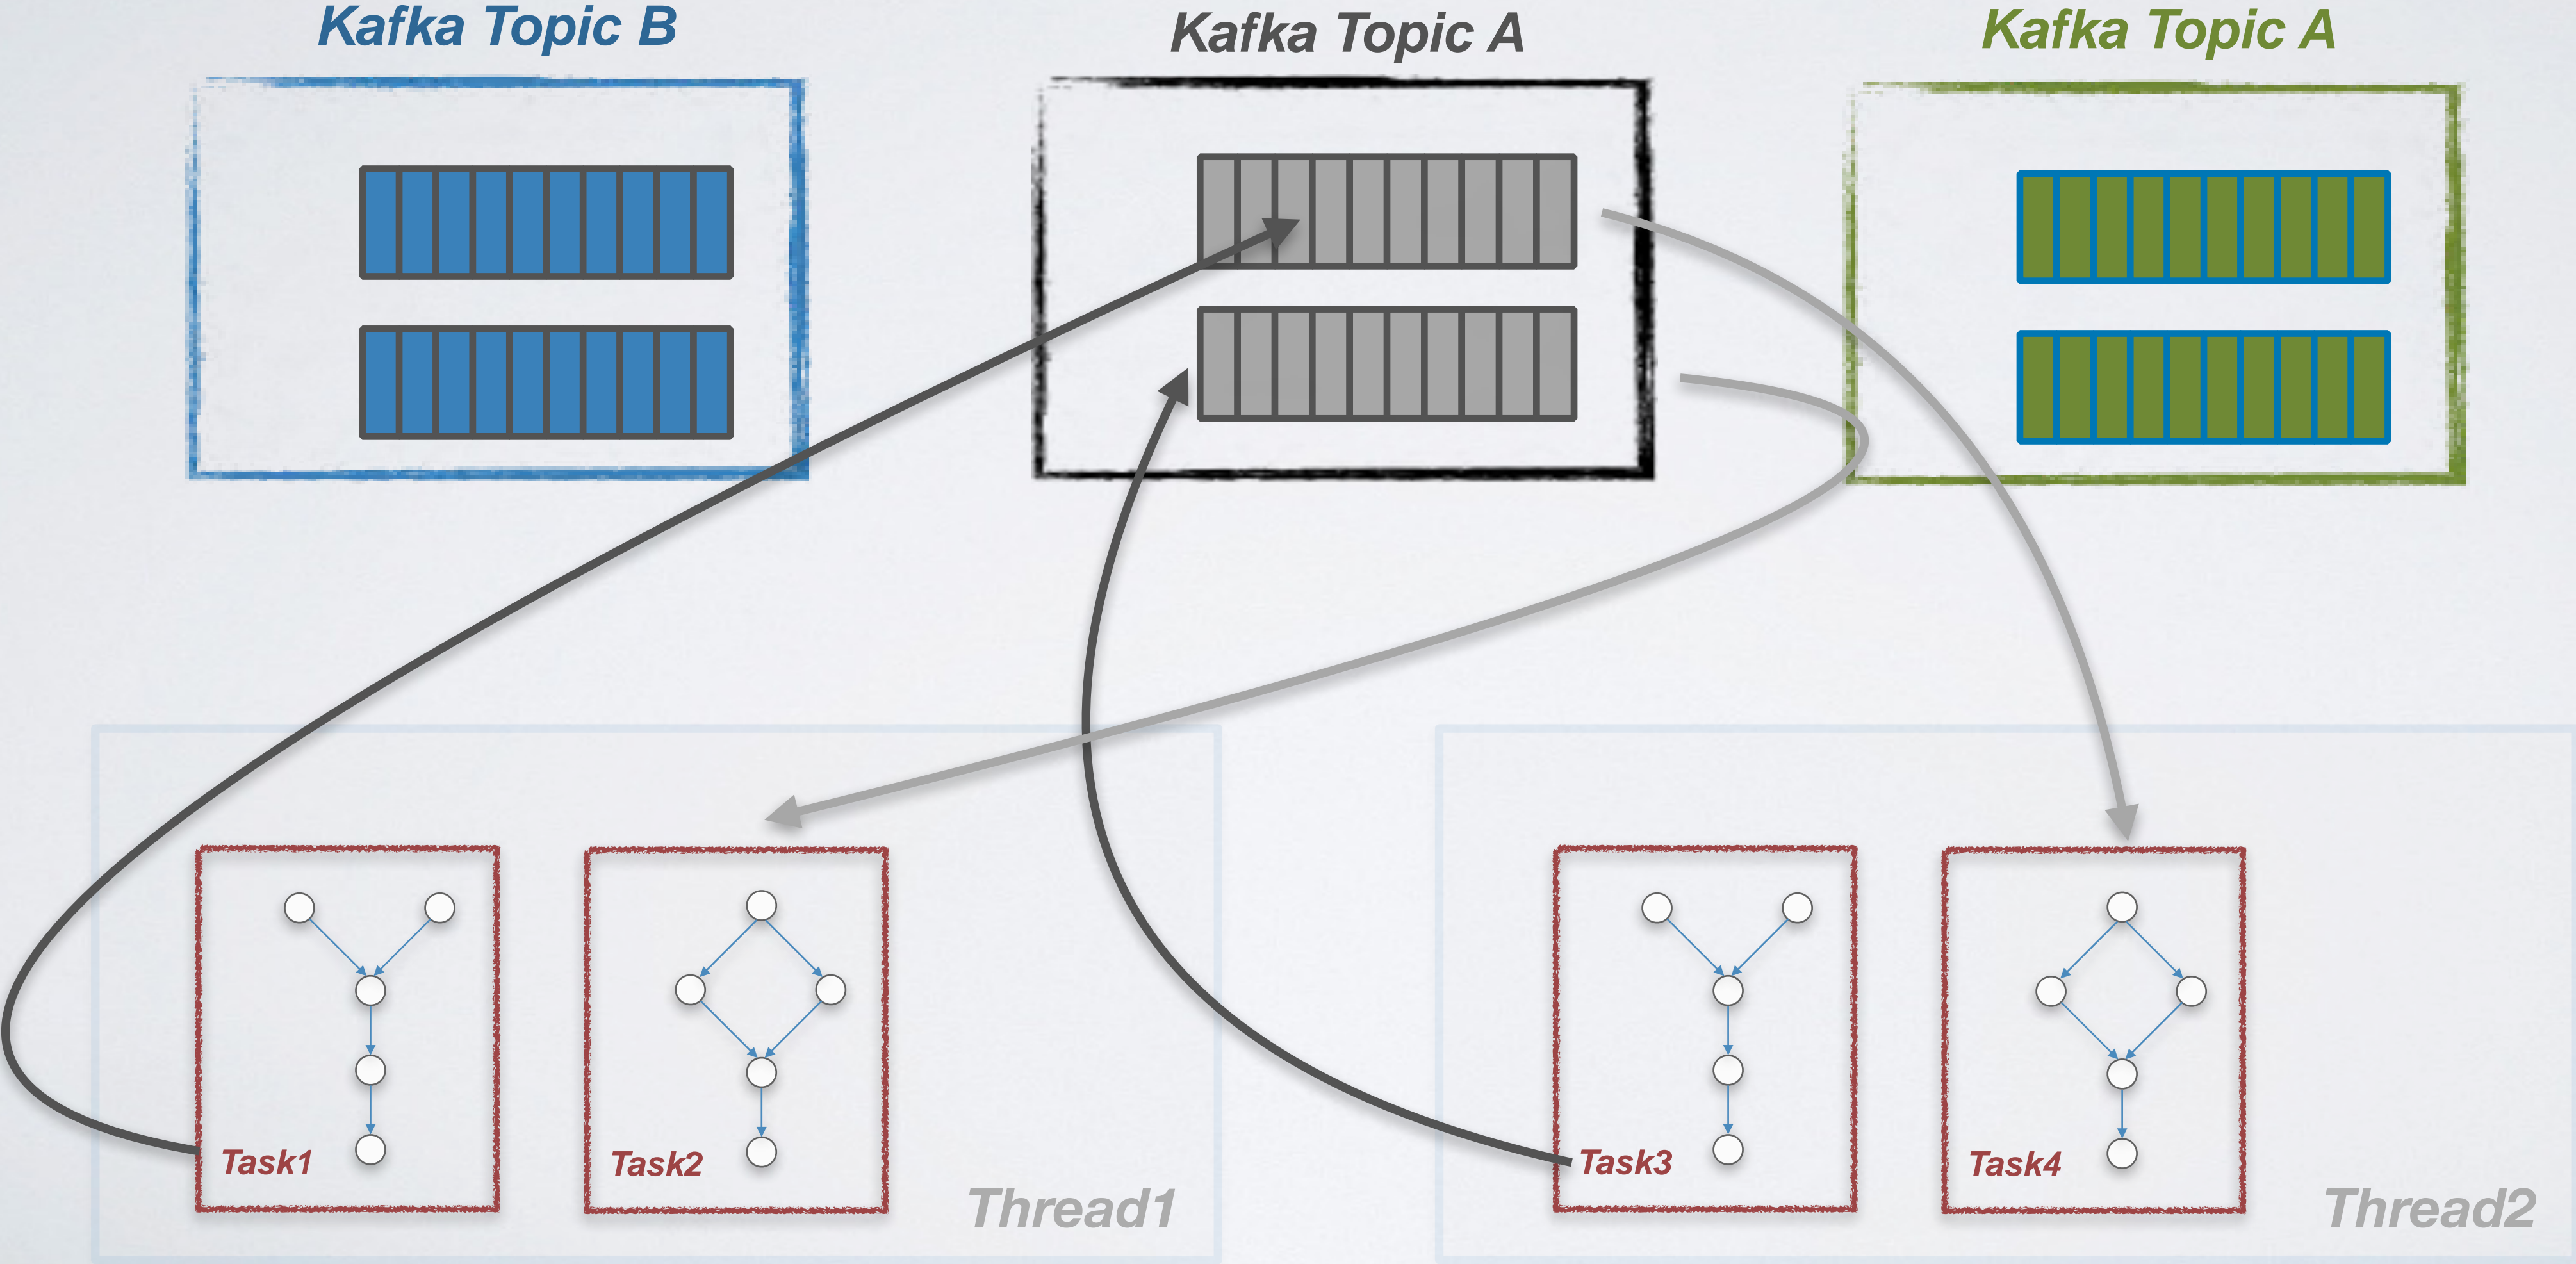 Kafka Topic B
Kafka Topic A
Kafka Topic A
Task1
Task2
Thread1
Task3
Task4
Thread2